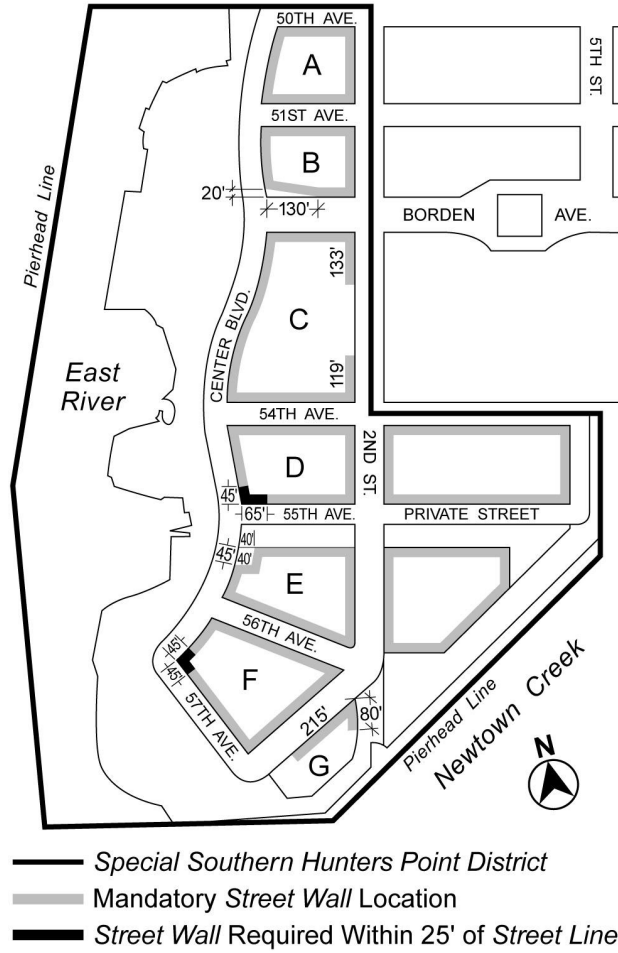 50TH AVE.
A
5TH ST.
51ST AVE.
B
Pierhead Line
20'
130'
BORDEN AVE.
133'
C
CENTER BLVD.
119'
East
River
54TH AVE.
2ND ST.
D
45'
65'
55TH AVE.
PRIVATE STREET
40'
45'
40'
E
56TH AVE.
45'
45'
F
57TH AVE.
215'
80'
G
Pierhead Line
Newtown Creek
N
Special Southern Hunters Point District
Mandatory Street Wall Location
Street Wall Required Within 25' of Street Line